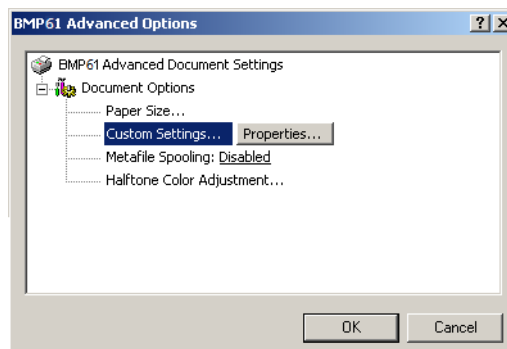 BMP61 Advanced Options
BMP61 Advanced Document Settings
Document Options
Paper Size...
Custom Settings... Properties...
Metafile Spooling: Disabled
Halftone Color Adjustment...
OK Cancel